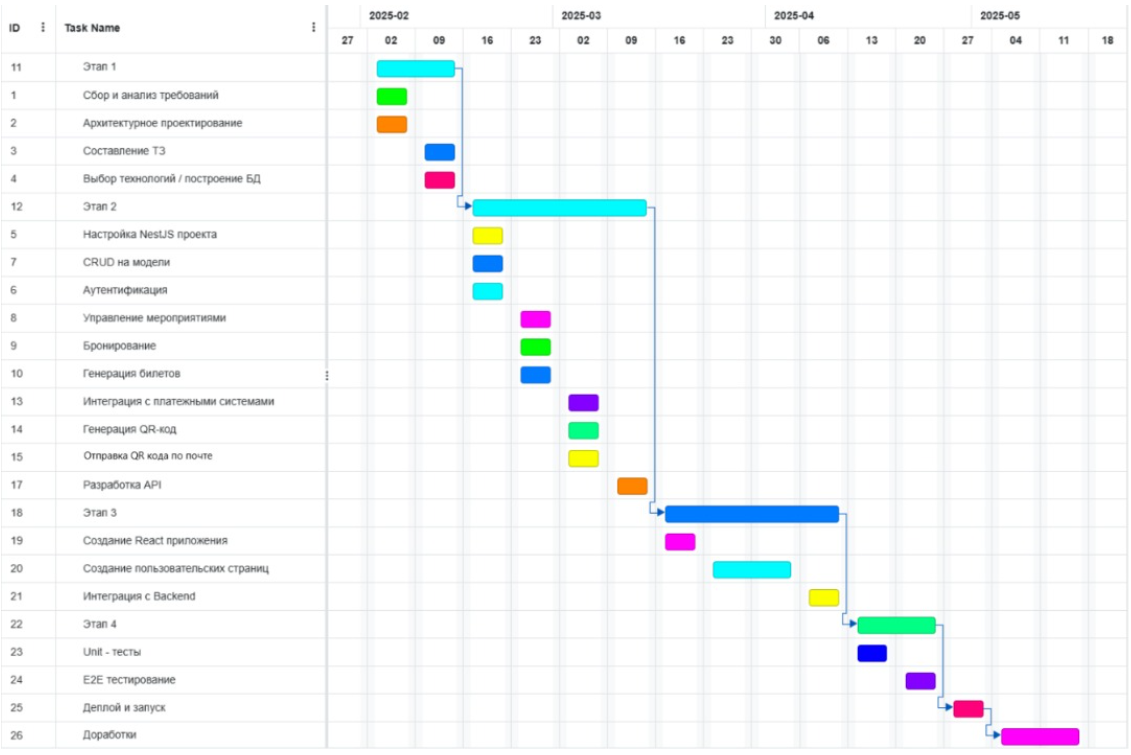 2025-02 2025-03 2025-04 2025-05
ID Task Name
27 02 09 16 23 02 09 16 23 30 06 13 20 27 04 11 18
11 Этап 1
1 Сбор и анализ требований
2 Архитектурное проектирование
3 Составление ТЗ
4 Выбор технологий / построение БД
12 Этап 2
5 Настройка NestJS проекта
7 CRUD на модели
6 Аутентификация
8 Управление мероприятиями
9 Бронирование
10 Генерация билетов
13 Интеграция с платежными системами
14 Генерация QR-код
15 Отправка QR кода по почте
17 Разработка API
18 Этап 3
19 Создание React приложения
20 Создание пользовательских страниц
21 Интеграция с Backend
22 Этап 4
23 Unit - тесты
24 E2E тестирование
25 Деплой и запуск
26 Доработки